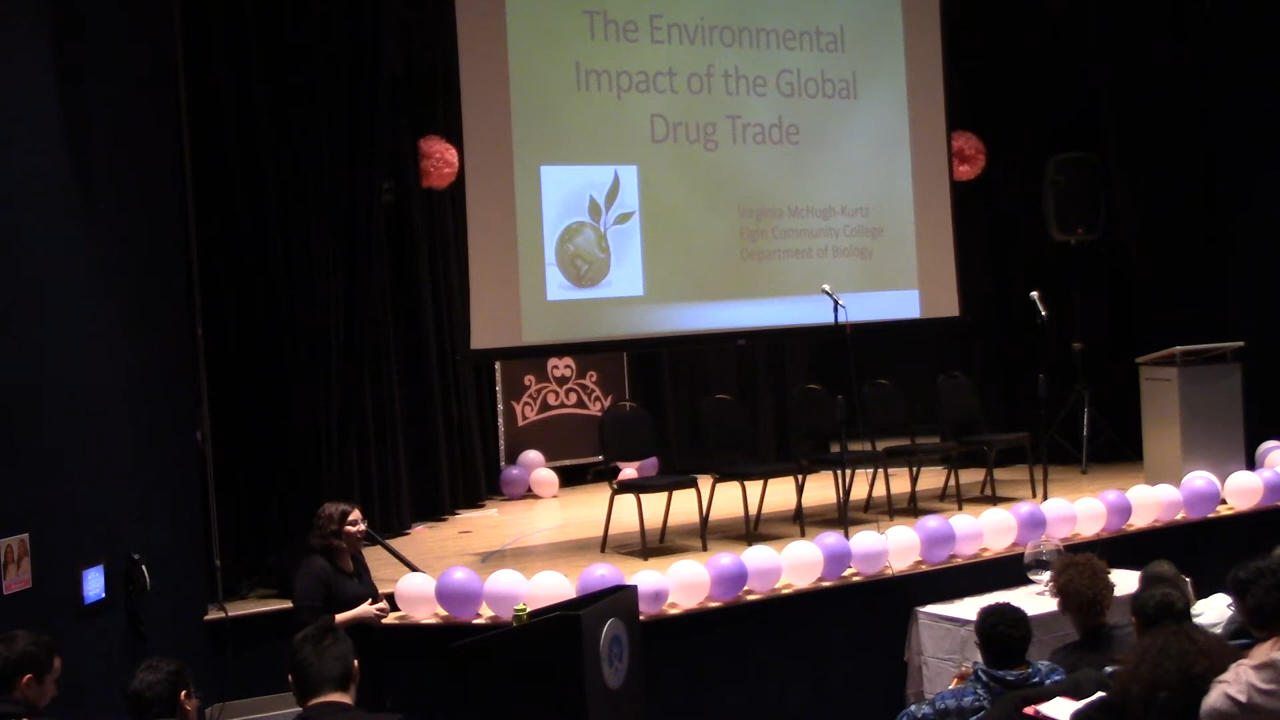 The Environmental
Impact of the Global
Drug Trade
Virginia McHugh-Kurtz
Elgin Community College
Department of Biology